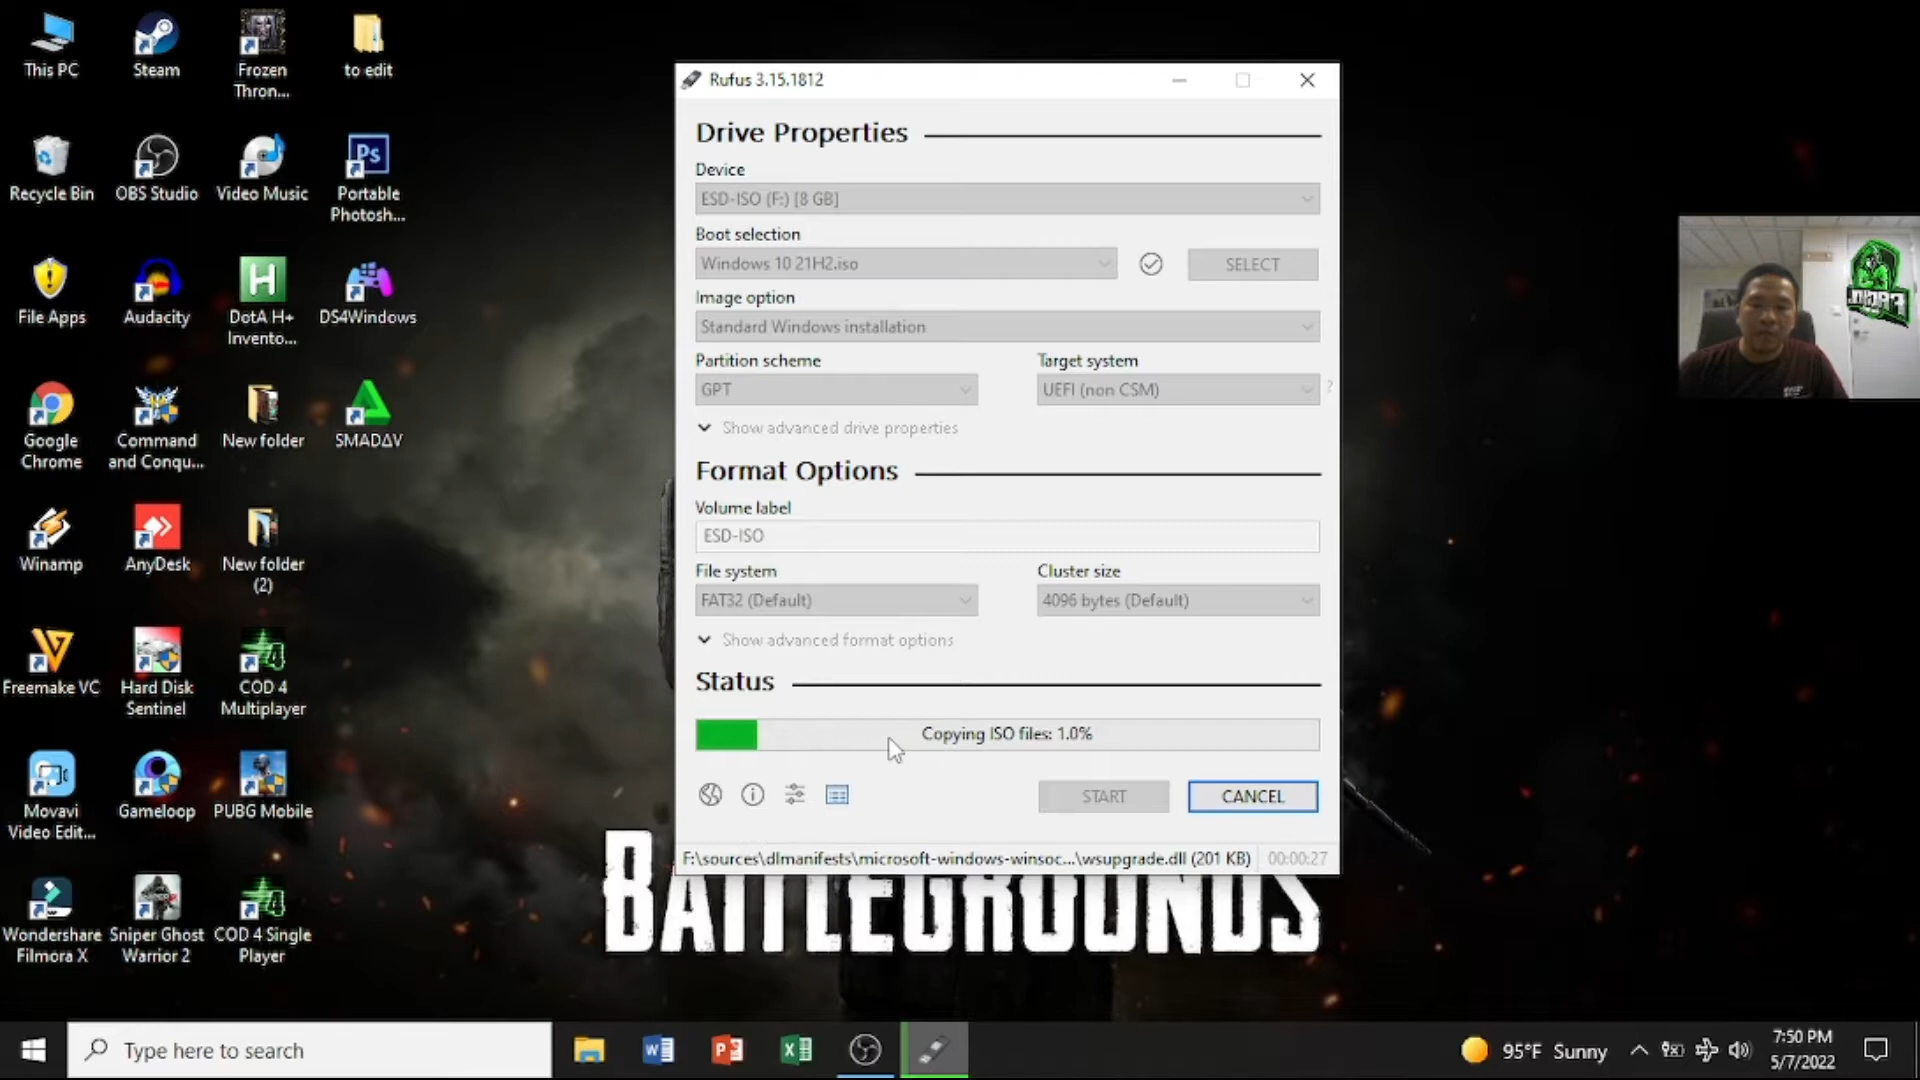 This PC
Steam
Frozen
Thron...
to edit
Recycle Bin
OBS Studio
Video Music
Ps
Portable
Photosh...
File Apps
Audacity
H
DotA H+
Invento...
DS4Windows
Google
Chrome
Command
and Conqu...
New folder
SMADΔV
Winamp
AnyDesk
New folder
(2)
Freemake VC
Hard Disk
Sentinel
COD 4
Multiplayer
Movavi
Video Edit...
Gameloop
PUBG Mobile
Wondershare
Filmora X
Sniper Ghost
Warrior 2
COD 4 Single
Player
Rufus 3.15.1812
Drive Properties
Device
ESD-ISO (F:) [8 GB]
Boot selection
Windows 10 21H2.iso
SELECT
Image option
Standard Windows installation
Partition scheme
Target system
GPT
UEFI (non CSM)
?
Show advanced drive properties
Format Options
Volume label
ESD-ISO
File system
Cluster size
FAT32 (Default)
4096 bytes (Default)
Show advanced format options
Status
Copying ISO files: 1.0%
START
CANCEL
F:\sources\dlmanifests\microsoft-windows-winsoc...\wsupgrade.dll (201 KB)
00:00:27
BATTLEGROUNDS
Type here to search
95°F Sunny
7:50 PM
5/7/2022